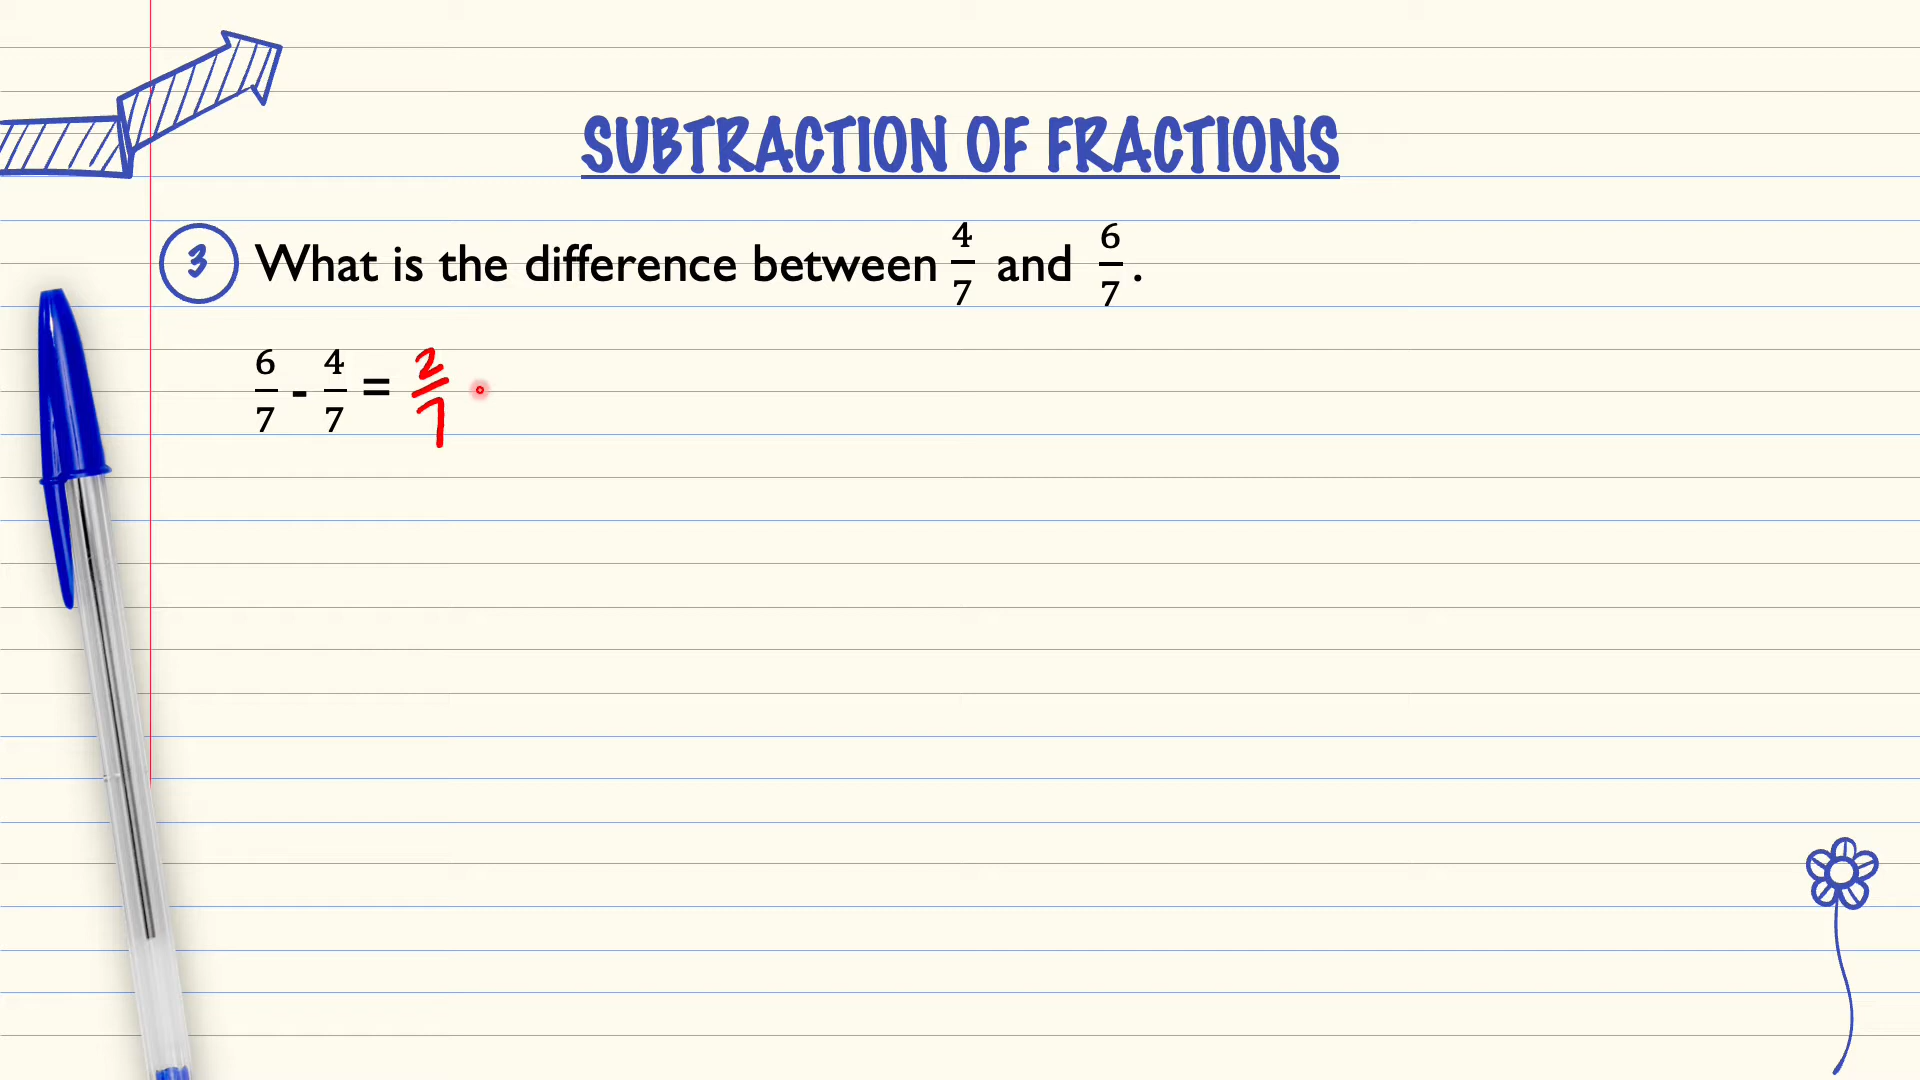 SUBTRACTION OF FRACTIONS
3 What is the difference between 4/7 and 6/7.
6/7 - 4/7 = 2/7